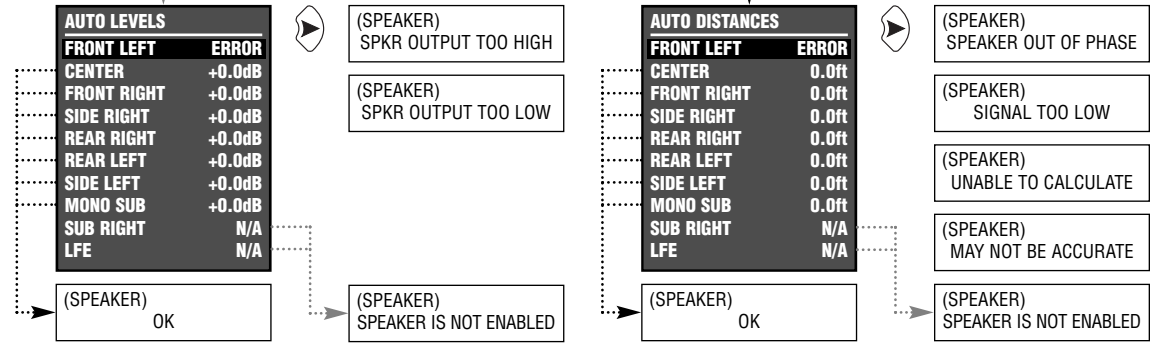 AUTO LEVELS
FRONT LEFT ERROR
CENTER +0.0dB
FRONT RIGHT +0.0dB
SIDE RIGHT +0.0dB
REAR RIGHT +0.0dB
REAR LEFT +0.0dB
SIDE LEFT +0.0dB
MONO SUB +0.0dB
SUB RIGHT N/A
LFE N/A
(SPEAKER)
OK
(SPEAKER)
SPKR OUTPUT TOO HIGH
(SPEAKER)
SPKR OUTPUT TOO LOW
(SPEAKER)
SPEAKER IS NOT ENABLED
AUTO DISTANCES
FRONT LEFT ERROR
CENTER 0.0ft
FRONT RIGHT 0.0ft
SIDE RIGHT 0.0ft
REAR RIGHT 0.0ft
REAR LEFT 0.0ft
SIDE LEFT 0.0ft
MONO SUB 0.0ft
SUB RIGHT N/A
LFE N/A
(SPEAKER)
OK
(SPEAKER)
SPEAKER OUT OF PHASE
(SPEAKER)
SIGNAL TOO LOW
(SPEAKER)
UNABLE TO CALCULATE
(SPEAKER)
MAY NOT BE ACCURATE
(SPEAKER)
SPEAKER IS NOT ENABLED